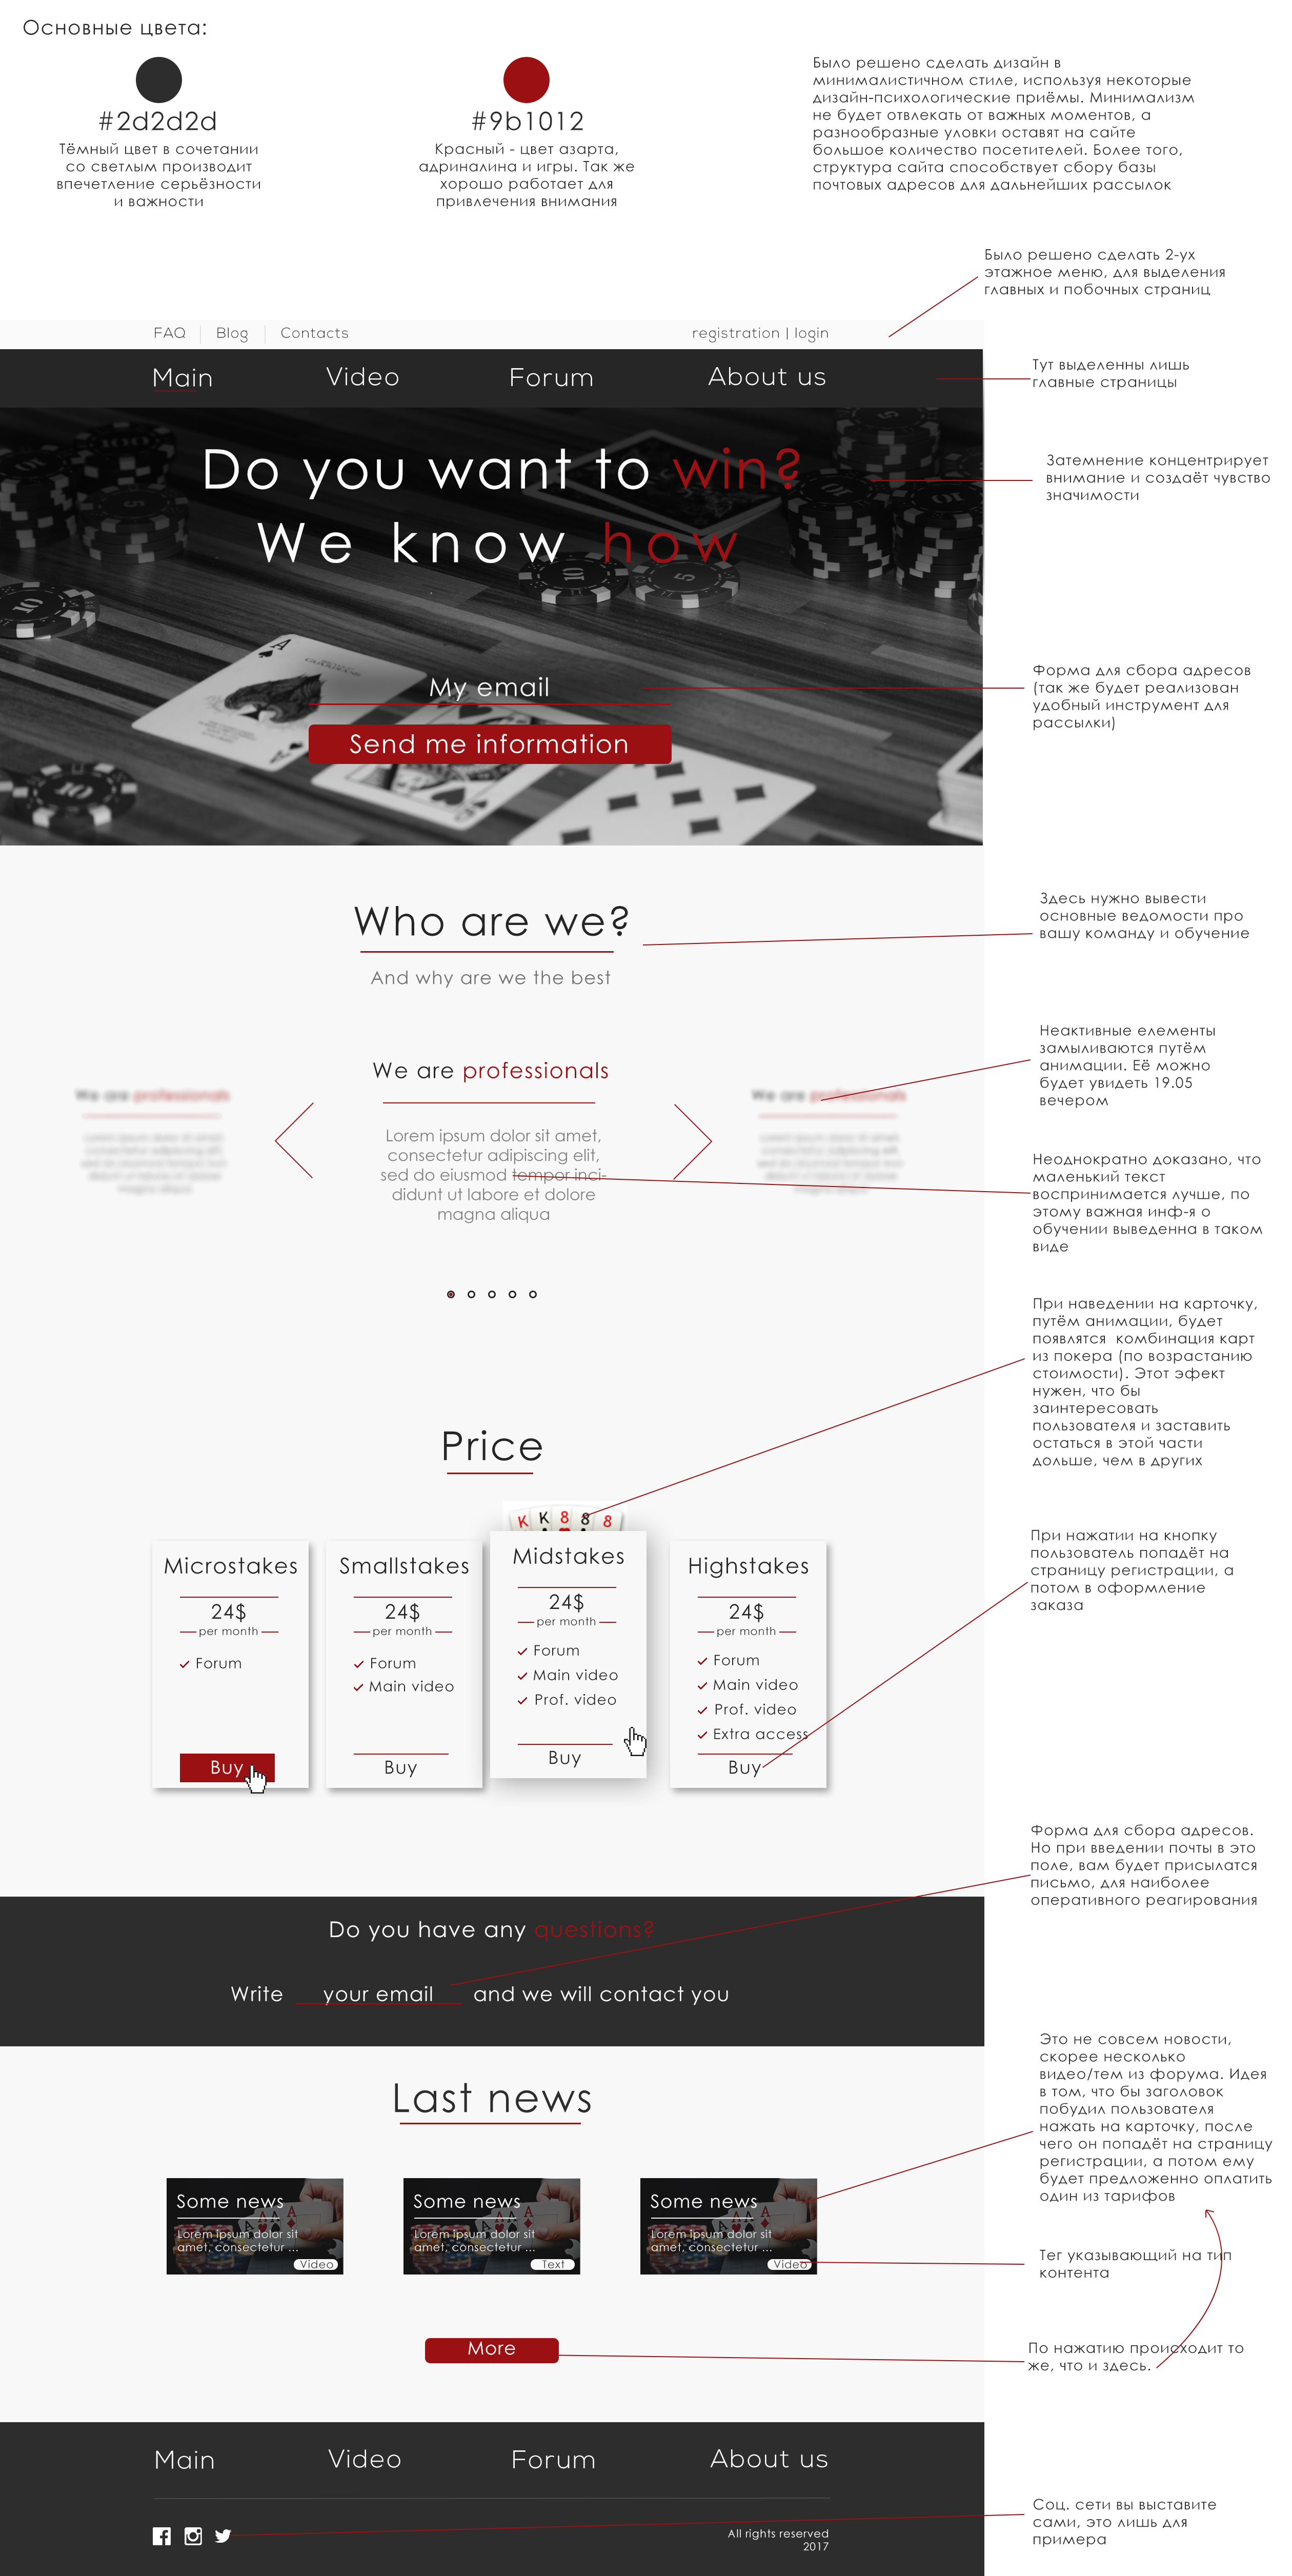 Основные цвета:
#2d2d2d
Тёмный цвет в сочетании
со светлым производит
впечетление серьёзности
и важности
#9b1012
Красный - цвет азарта,
адриналина и игры. Так же
хорошо работает для
привлечения внимания
Было решено сделать дизайн в
минималистичном стиле, используя некоторые
дизайн-психологические приёмы. Минимализм
не будет отвлекать от важных моментов, а
разнообразные уловки оставят на сайте
большое количество посетителей. Более того,
структура сайта способствует сбору базы
почтовых адресов для дальнейших рассылок
Было решено сделать 2-ух
этажное меню, для выделения
главных и побочных страниц
FAQ
Blog
Contacts
registration | login
Main
Video
Forum
About us
Тут выделенны лишь
главные страницы
Do you want to win?
We know how
Затемнение концентрирует
внимание и создаёт чувство
значимости
My email
Send me information
Форма для сбора адресов
(так же будет реализован
удобный инструмент для
рассылки)
Who are we?
And why are we the best
Здесь нужно вывести
основные ведомости про
вашу команду и обучение
We are professionals
Lorem ipsum dolor sit amet,
consectetur adipiscing elit,
sed do eiusmod tempor inci-
didunt ut labore et dolore
magna aliqua
We are professionals
We are professionals
Неактивные елементы
замыливаются путём
анимации. Её можно
будет увидеть 19.05
вечером
Неоднократно доказано, что
маленький текст
воспринимается лучше, по
этому важная инф-я о
обучении выведенна в таком
виде
При наведении на карточку,
путём анимации, будет
появлятся комбинация карт
из покера (по возрастанию
стоимости). Этот эфект
нужен, что бы
заинтересовать
пользователя и заставить
остаться в этой части
дольше, чем в других
Price
K K 8 8 8
Microstakes
24$
per month
Forum
Buy
Smallstakes
24$
per month
Forum
Main video
Buy
Midstakes
24$
per month
Forum
Main video
Prof. video
Buy
Highstakes
24$
per month
Forum
Main video
Prof. video
Extra access
Buy
При нажатии на кнопку
пользователь попадёт на
страницу регистрации, а
потом в оформление
заказа
Форма для сбора адресов.
Но при введении почты в это
поле, вам будет присылатся
письмо, для наиболее
оперативного реагирования
Do you have any questions?
Write your email and we will contact you
Last news
Some news
Lorem ipsum dolor sit
amet, consectetur ...
Video
Some news
Lorem ipsum dolor sit
amet, consectetur ...
Text
Some news
Lorem ipsum dolor sit
amet, consectetur ...
Video
Это не совсем новости,
скорее несколько
видео/тем из форума. Идея
в том, что бы заголовок
побудил пользователя
нажать на карточку, после
чего он попадёт на страницу
регистрации, а потом ему
будет предложенно оплатить
один из тарифов
Тег указывающий на тип
контента
More
По нажатию происходит то
же, что и здесь.
Main
Video
Forum
About us
All rights reserved
2017
Соц. сети вы выставите
сами, это лишь для
примера